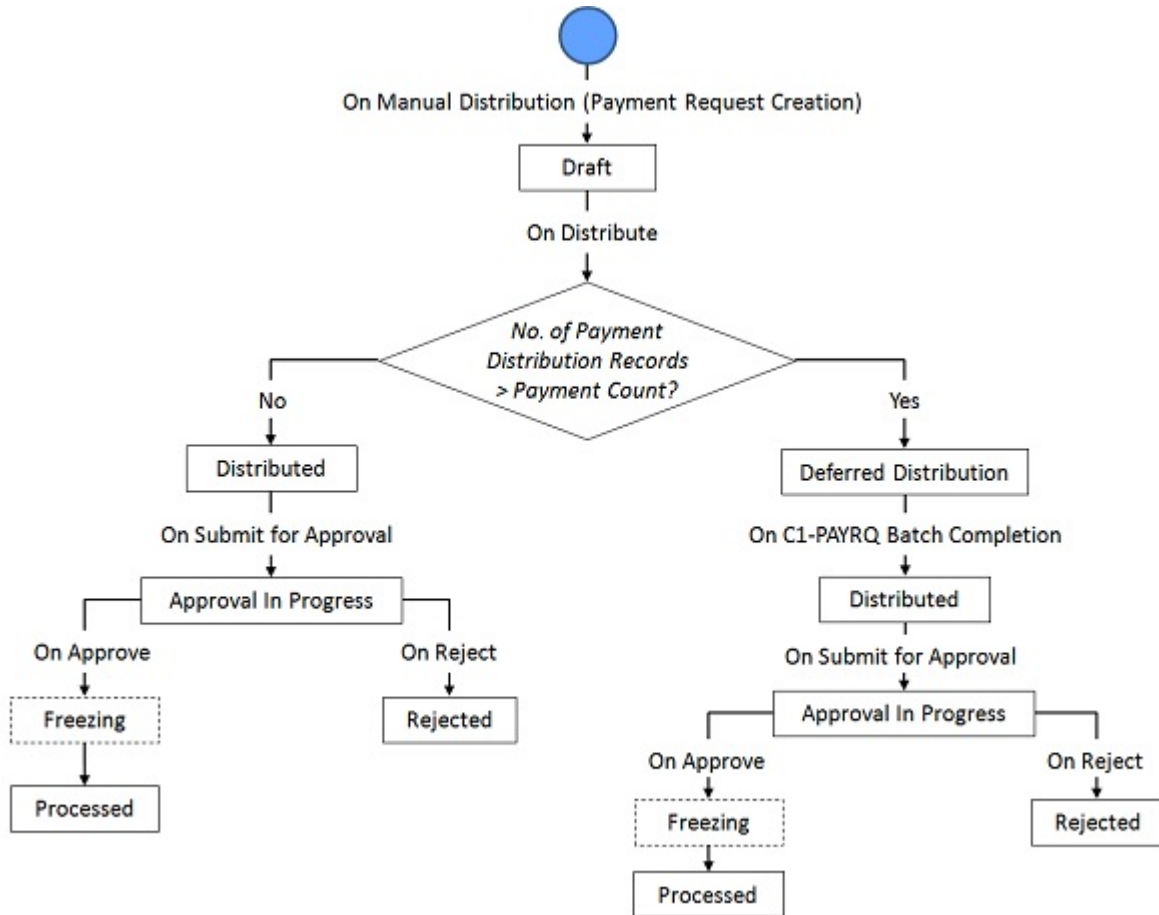 On Manual Distribution (Payment Request Creation)
Draft
On Distribute
No. of Payment
Distribution Records
> Payment Count?
No
Distributed
On Submit for Approval
Approval In Progress
On Approve
On Reject
Freezing
Rejected
Processed
Yes
Deferred Distribution
On C1-PAYRQ Batch Completion
Distributed
On Submit for Approval
Approval In Progress
On Approve
On Reject
Freezing
Rejected
Processed